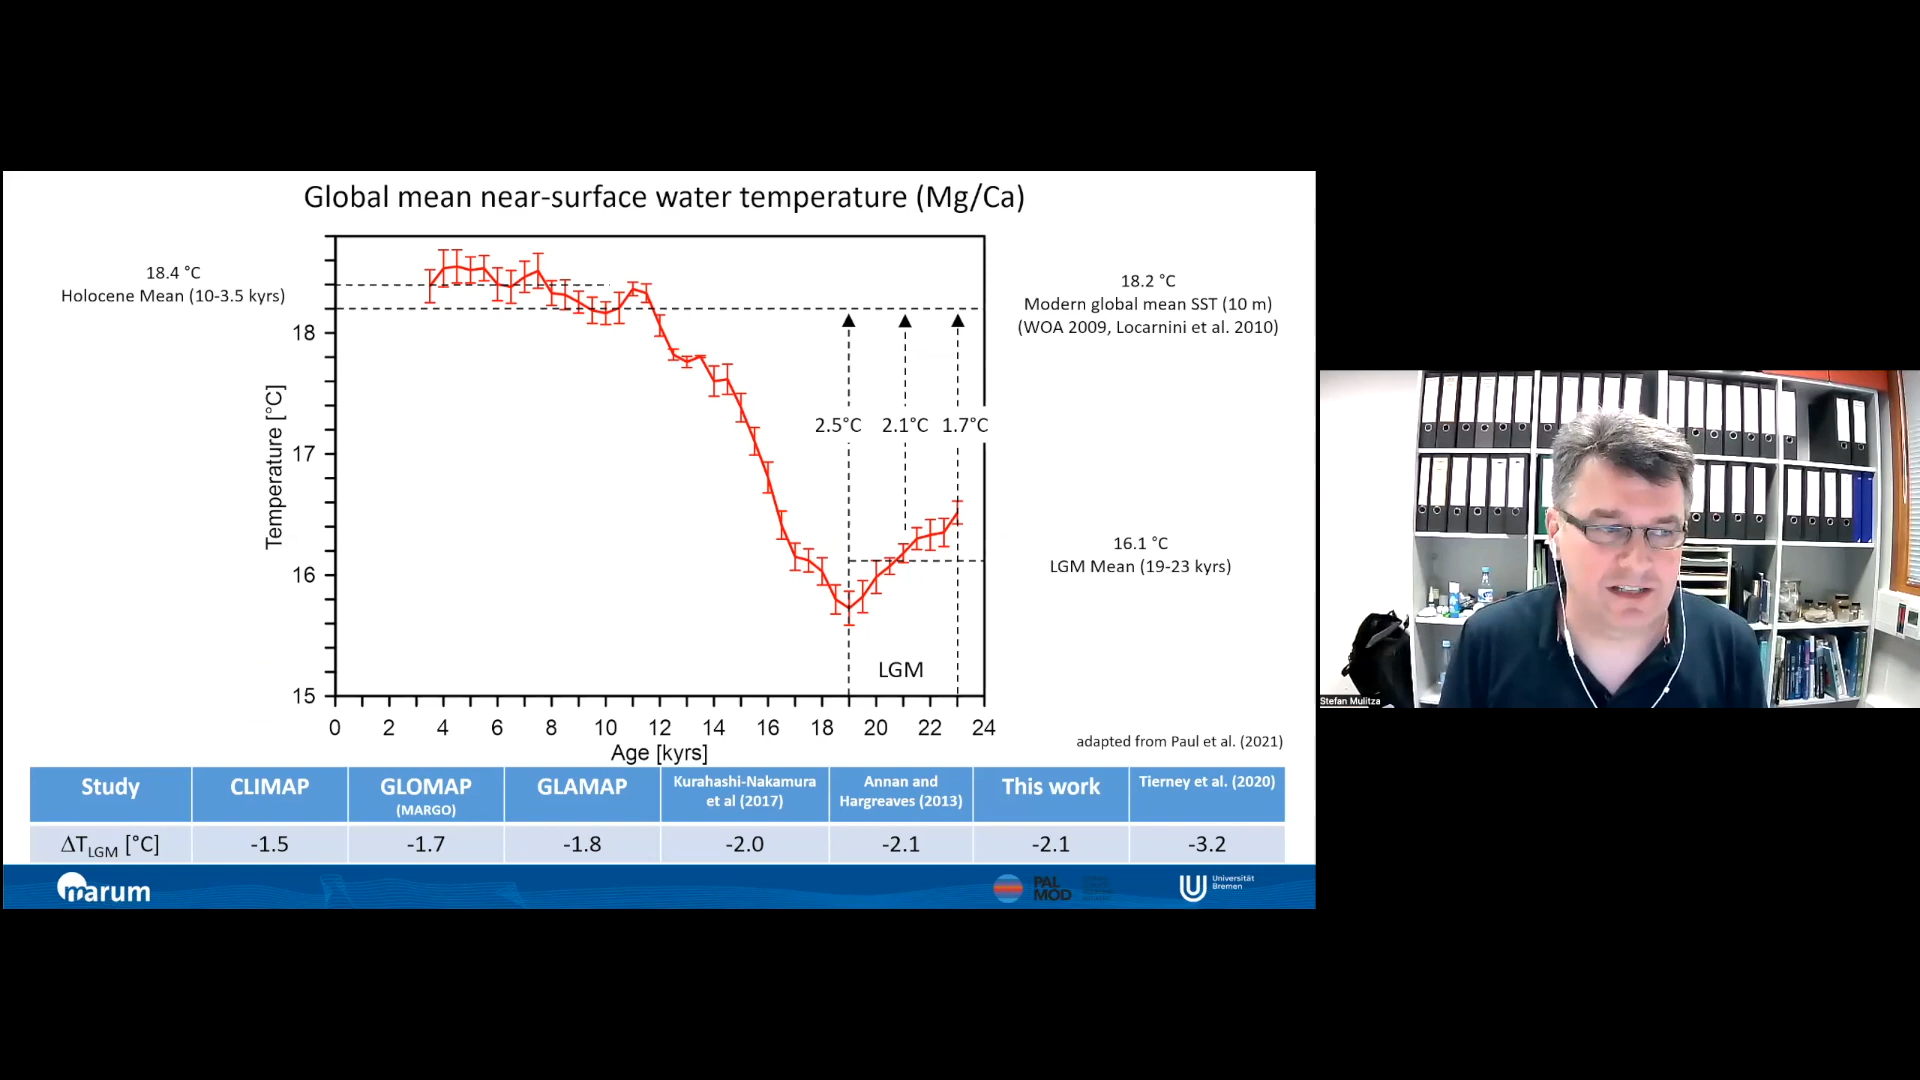 Global mean near-surface water temperature (Mg/Ca)
18.4 °C
Holocene Mean (10-3.5 kyrs)
18.2 °C
Modern global mean SST (10 m)
(WOA 2009, Locarnini et al. 2010)
18
17
16
15
Temperature [°C]
2.5°C 2.1°C 1.7°C
16.1 °C
LGM Mean (19-23 kyrs)
LGM
0 2 4 6 8 10 12 14 16 18 20 22 24
Age [kyrs]
adapted from Paul et al. (2021)
Study CLIMAP GLOMAP (MARGO) GLAMAP Kurahashi-Nakamura et al (2017) Annan and Hargreaves (2013) This work Tierney et al. (2020)
ΔTLGM [°C] -1.5 -1.7 -1.8 -2.0 -2.1 -2.1 -3.2
marum
PAL
MOD
Universität
Bremen
Stefan Mulitza